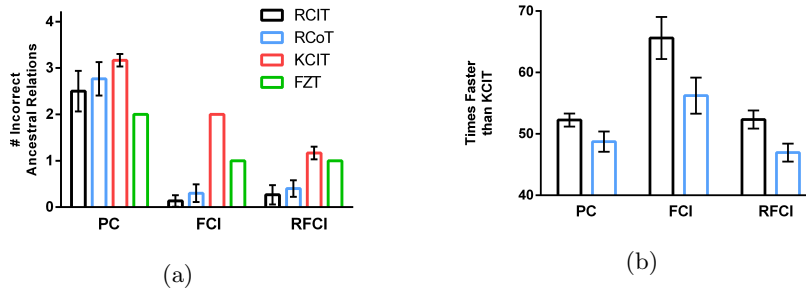 # Incorrect
Ancestral Relations
4
3
2
1
0
PC
FCI
RFCI
RCIT
RCoT
KCIT
FZT
(a)
Times Faster
than KCIT
70
60
50
40
PC
FCI
RFCI
(b)